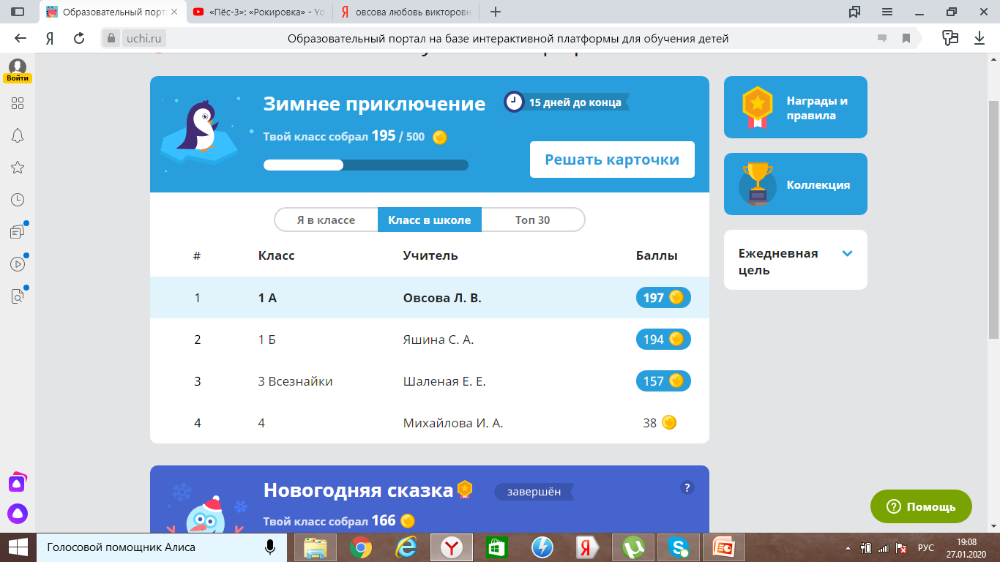 Образовательный порт
«Пёс-3»: «Рокировка» - Yo
овсова любовь викторовн
uchi.ru
Образовательный портал на базе интерактивной платформы для обучения детей
Войти
Зимнее приключение
15 дней до конца
Твой класс собрал 195 / 500
Решать карточки
Награды и
правила
Коллекция
Ежедневная
цель
Я в классе
Класс в школе
Топ 30
# Класс Учитель Баллы
1 1 А Овсова Л. В. 197
2 1 Б Яшина С. А. 194
3 3 Всезнайки Шаленая Е. Е. 157
4 4 Михайлова И. А. 38
Новогодняя сказка
завершён
?
Твой класс собрал 166
Помощь
Голосовой помощник Алиса
РУС
19:08
27.01.2020